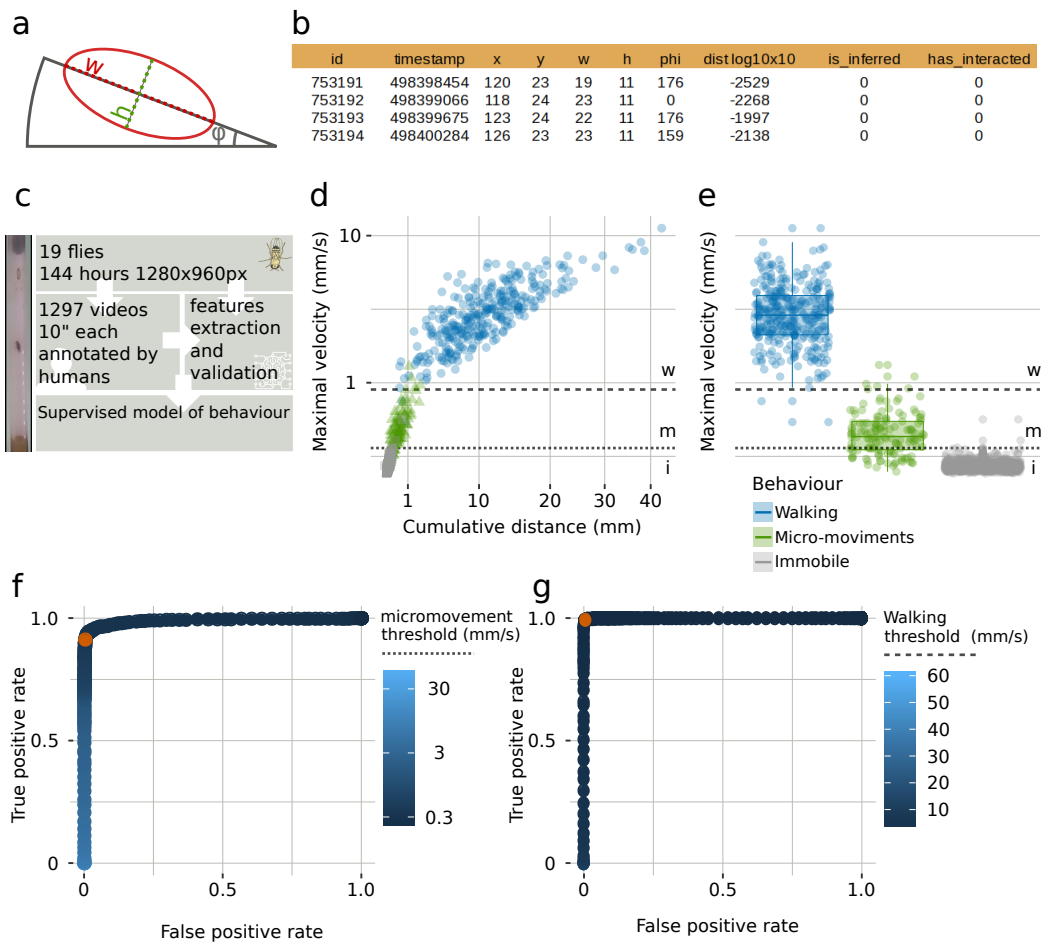 a
w
h
φ
b
id timestamp x y w h phi distlog10x10 is_inferred has_interacted
753191 498398454 120 23 19 11 176 -2529 0 0
753192 498399066 118 24 23 11 0 -2268 0 0
753193 498399675 123 24 22 11 176 -1997 0 0
753194 498400284 126 23 23 11 159 -2138 0 0
c
19 flies
144 hours 1280x960px
1297 videos
10" each
annotated by
humans
features
extraction
and
validation
Supervised model of behaviour
d
Maximal velocity (mm/s)
10
1
w
m
i
1 10 20 30 40
Cumulative distance (mm)
e
Maximal velocity (mm/s)
w
m
i
Behaviour
Walking
Micro-moviments
Immobile
f
True positive rate
1.0
0.5
0
0 0.5 1.0
False positive rate
micromovement
threshold (mm/s)
30
3
0.3
g
True positive rate
1.0
0.5
0
0 0.5 1.0
False positive rate
Walking
threshold (mm/s)
60
50
40
30
20
10